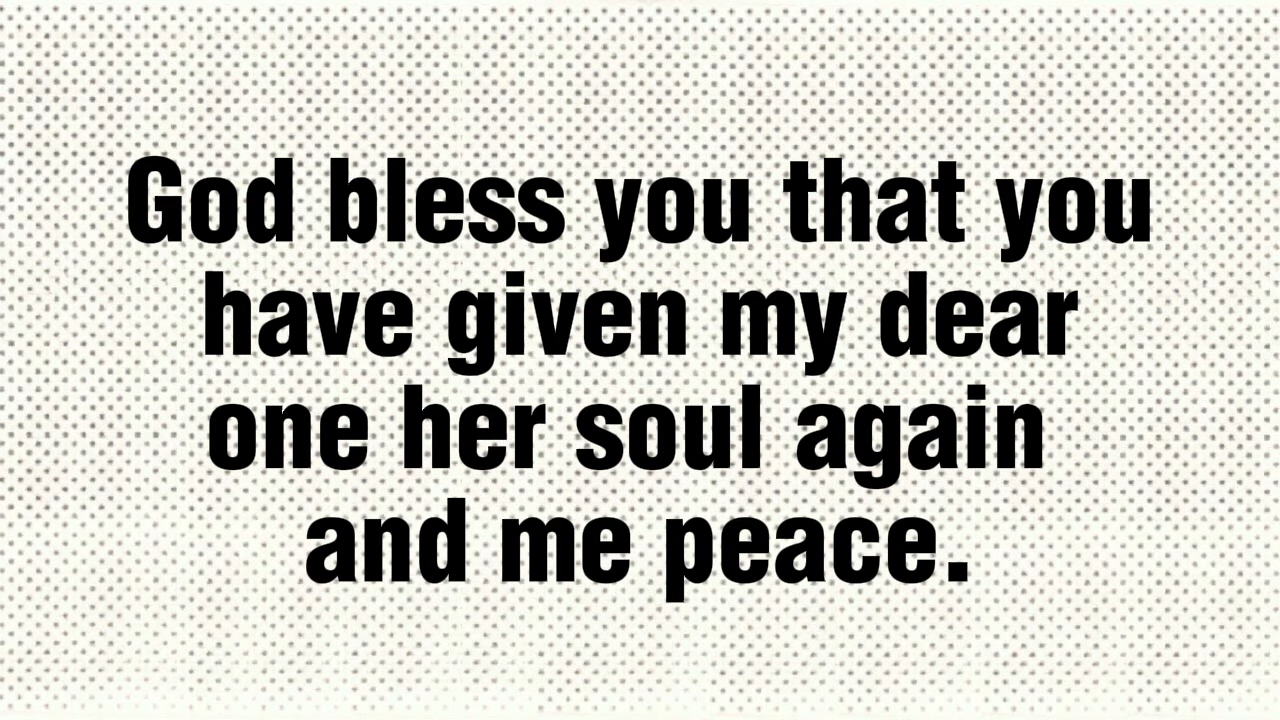 God bless you that you
have given my dear
one her soul again
and me peace.